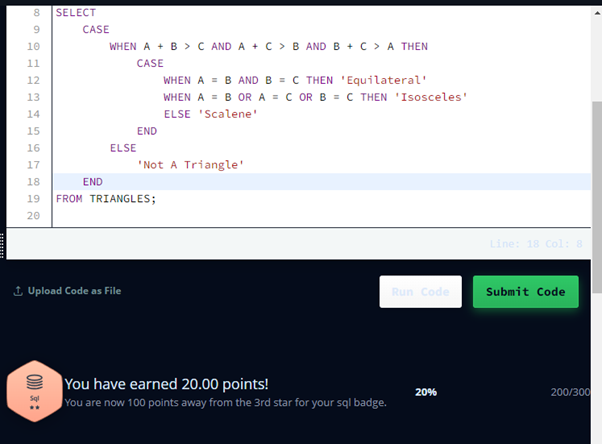 8 SELECT
9 CASE
10 WHEN A + B > C AND A + C > B AND B + C > A THEN
11 CASE
12 WHEN A = B AND B = C THEN 'Equilateral'
13 WHEN A = B OR A = C OR B = C THEN 'Isosceles'
14 ELSE 'Scalene'
15 END
16 ELSE
17 'Not A Triangle'
18 END
19 FROM TRIANGLES;
20
Line: 18 Col: 8
Upload Code as File Run Code Submit Code
You have earned 20.00 points!
Sql You are now 100 points away from the 3rd star for your sql badge. 20% 200/300